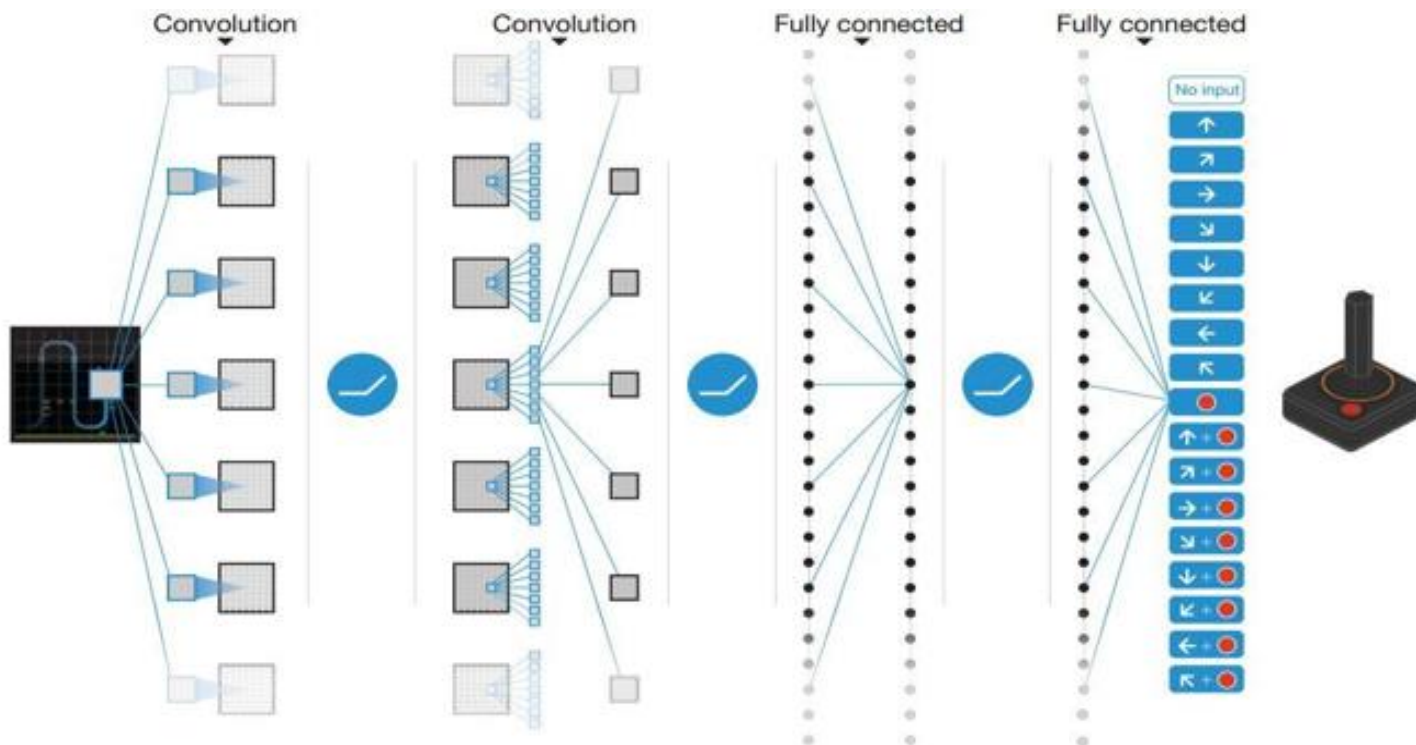 Convolution
Convolution
Fully connected
Fully connected
No input
+
+
+
+
+
+
+
+